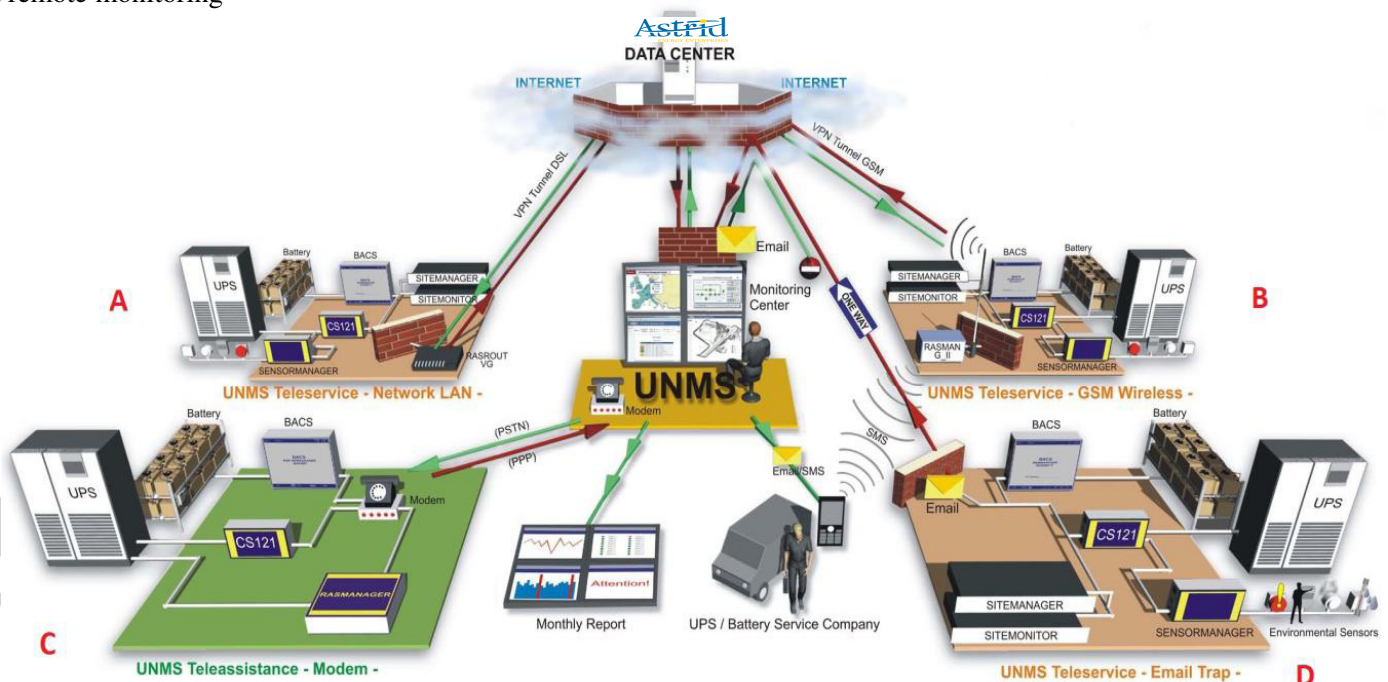 remote monitoring
Astrid
DATA CENTER
INTERNET
INTERNET
VPN Tunnel DSL
VPN Tunnel GSM
Email
Monitoring
Center
ONE WAY
UNMS
Modem
A
UPS
Battery
BACS
SITEMANAGER
SITEMONITOR
CS121
SENSORMANAGER
RASROUT
VG
UNMS Teleservice - Network LAN -
B
SITEMANAGER
SITEMONITOR
BACS
Battery
UPS
CS121
RASMAN
G_II
SENSORMANAGER
UNMS Teleservice - GSM Wireless -
(PSTN)
(PPP)
Email/SMS
SMS
C
UPS
Battery
BACS
BACS
Modem
CS121
RASMANAGER
UNMS Teleassistance - Modem -
Attention!
Monthly Report
UPS / Battery Service Company
D
Email
BACS
BACS
Battery
UPS
CS121
SITEMANAGER
SITEMONITOR
SENSORMANAGER
Environmental Sensors
UNMS Teleservice - Email Trap -